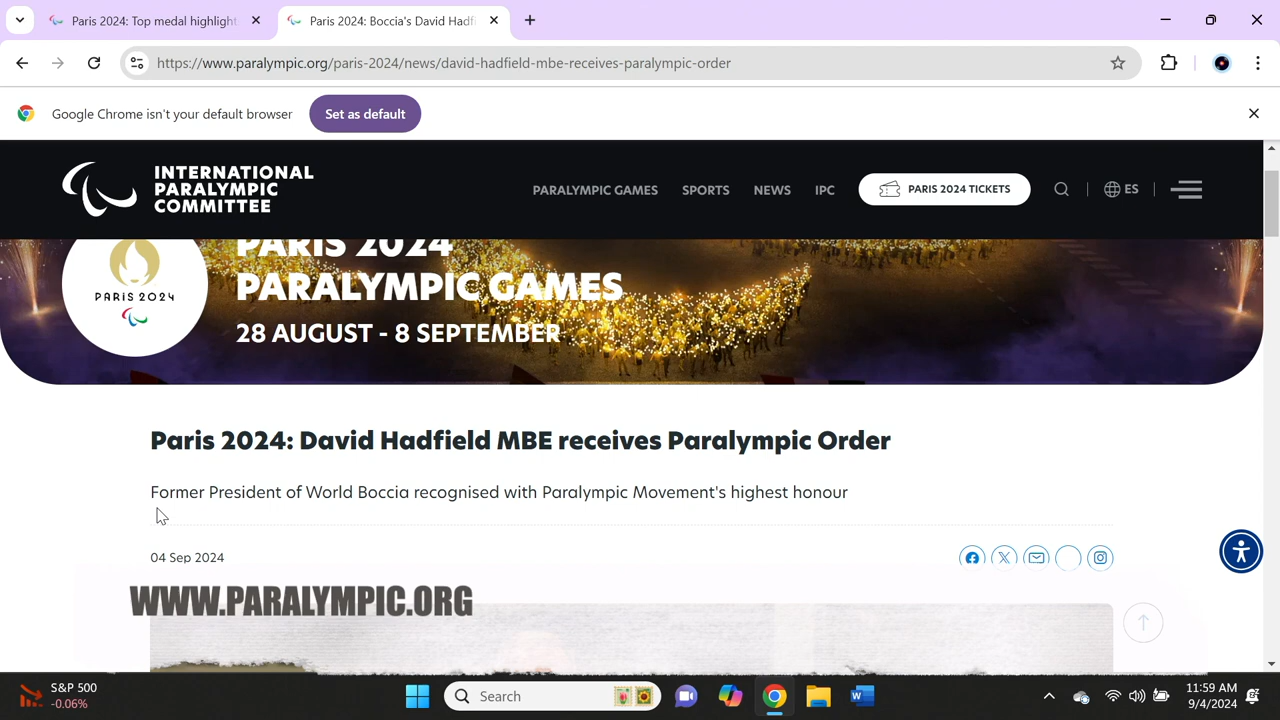 Paris 2024: Top medal highlight
Paris 2024: Boccia's David Hadfi
https://www.paralympic.org/paris-2024/news/david-hadfield-mbe-receives-paralympic-order
Google Chrome isn't your default browser
Set as default
INTERNATIONAL
PARALYMPIC
COMMITTEE
PARALYMPIC GAMES
SPORTS
NEWS
IPC
PARIS 2024 TICKETS
ES
PARIS 2024
PARIS 2024
PARALYMPIC GAMES
28 AUGUST - 8 SEPTEMBER
Paris 2024: David Hadfield MBE receives Paralympic Order
Former President of World Boccia recognised with Paralympic Movement's highest honour
04 Sep 2024
WWW.PARALYMPIC.ORG
S&P 500
-0.06%
Search
11:59 AM
9/4/2024